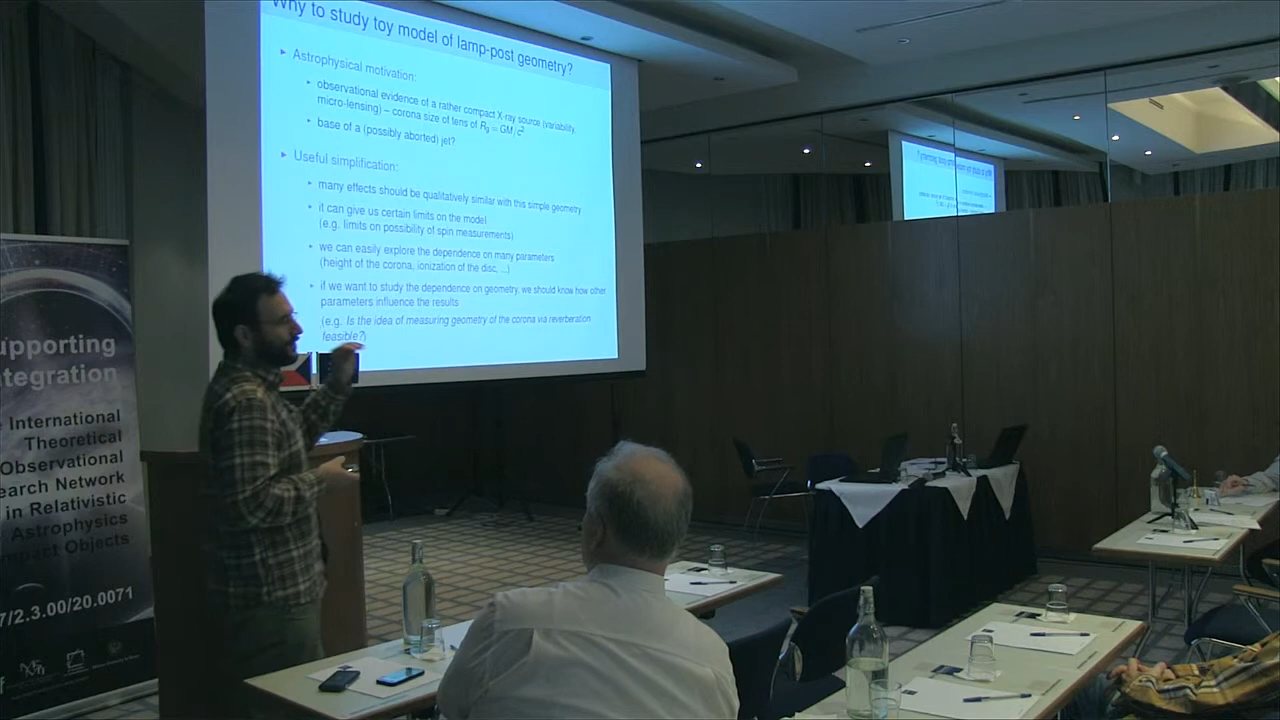 Why to study toy model of lamp-post geometry?
▸ Astrophysical motivation:
▸ observational evidence of a rather compact X-ray source (variability,
micro-lensing) – corona size of tens of Rg = GM/c²
▸ base of a (possibly aborted) jet?
▸ Useful simplification:
▸ many effects should be qualitatively similar with this simple geometry
▸ it can give us certain limits on the model
(e.g. limits on possibility of spin measurements)
▸ we can easily explore the dependence on many parameters
(height of the corona, ionization of the disc, ...)
▸ if we want to study the dependence on geometry, we should know how other
parameters influence the results
(e.g. Is the idea of measuring geometry of the corona via reverberation
feasible?)
upporting
tegration
International
Theoretical
Observational
earch Network
in Relativistic
Astrophysics
mpact Objects
7/2.3.00/20.0071